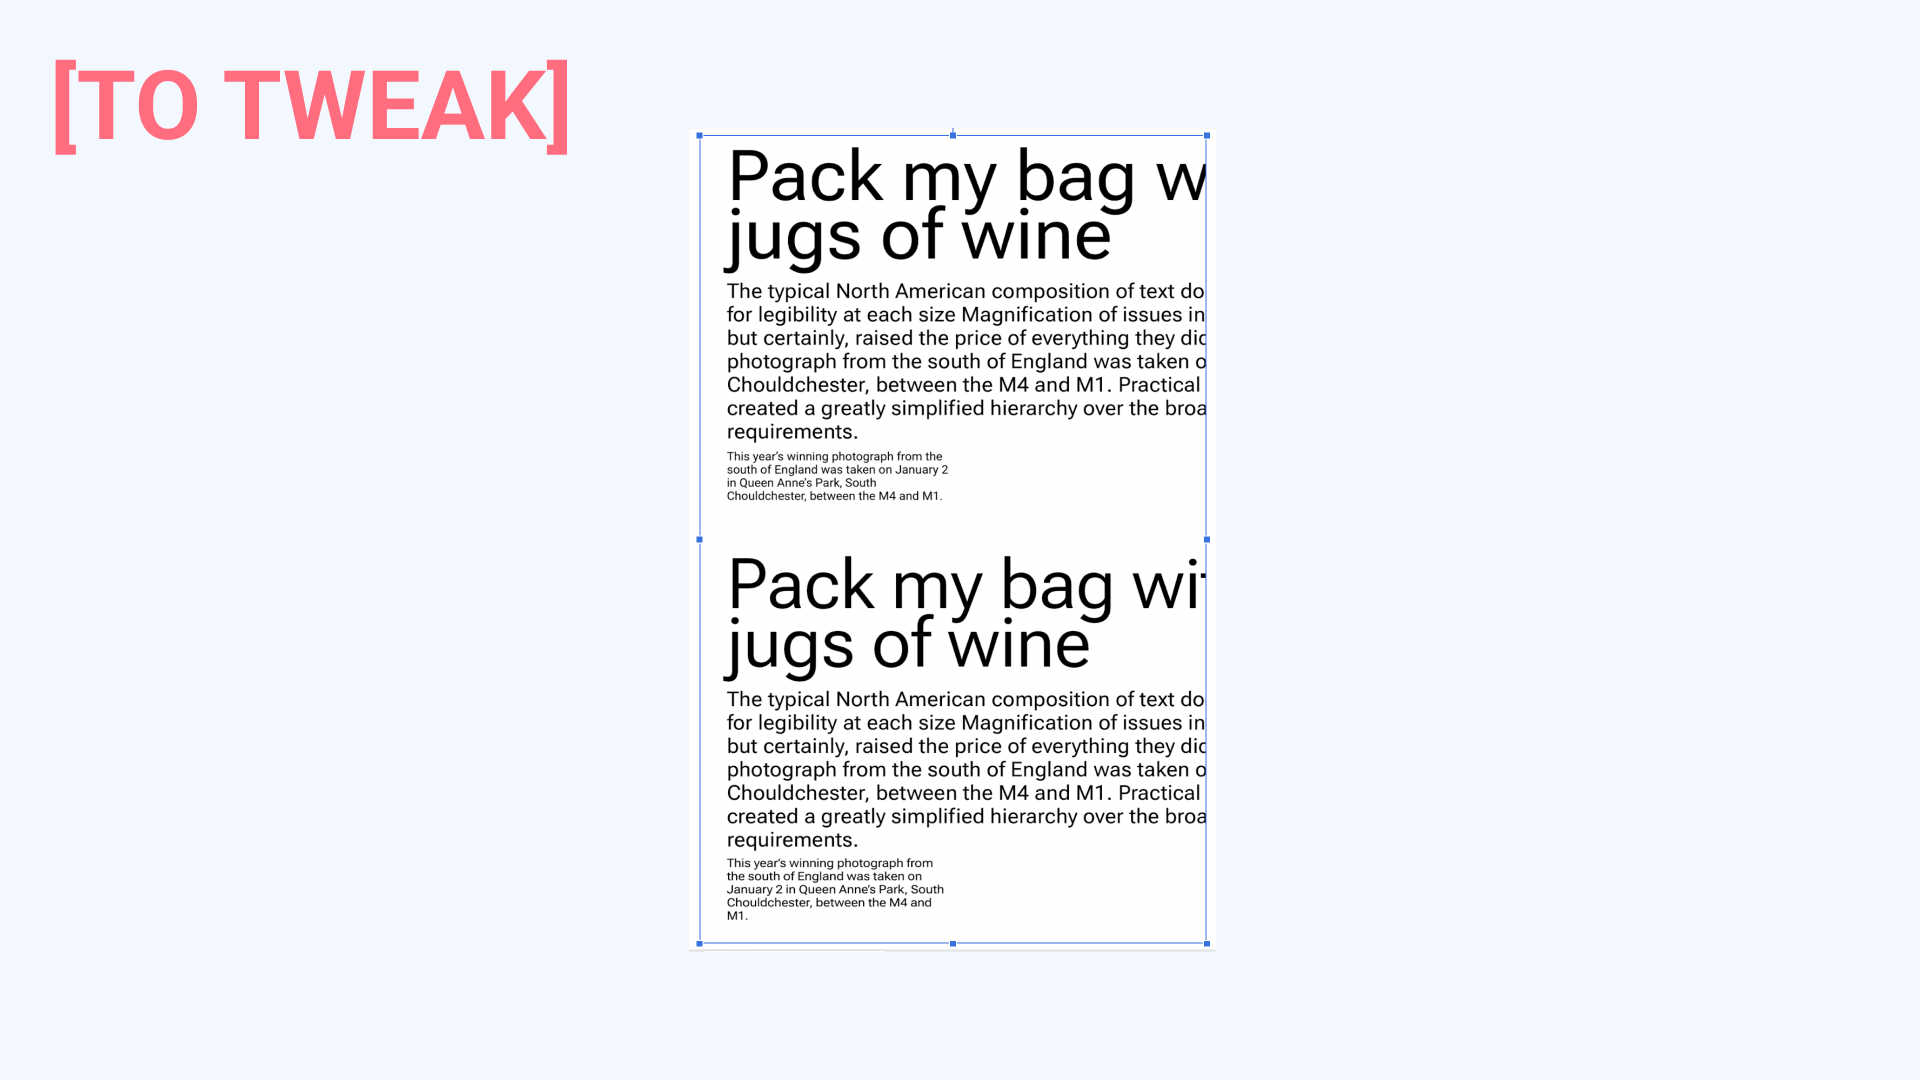 [TO TWEAK]
Pack my bag w
jugs of wine
The typical North American composition of text do
for legibility at each size Magnification of issues in
but certainly, raised the price of everything they did
photograph from the south of England was taken o
Chouldchester, between the M4 and M1. Practical
created a greatly simplified hierarchy over the broa
requirements.
This year’s winning photograph from the
south of England was taken on January 2
in Queen Anne’s Park, South
Chouldchester, between the M4 and M1.
Pack my bag wit
jugs of wine
The typical North American composition of text do
for legibility at each size Magnification of issues in
but certainly, raised the price of everything they did
photograph from the south of England was taken o
Chouldchester, between the M4 and M1. Practical
created a greatly simplified hierarchy over the broa
requirements.
This year’s winning photograph from
the south of England was taken on
January 2 in Queen Anne’s Park, South
Chouldchester, between the M4 and
M1.